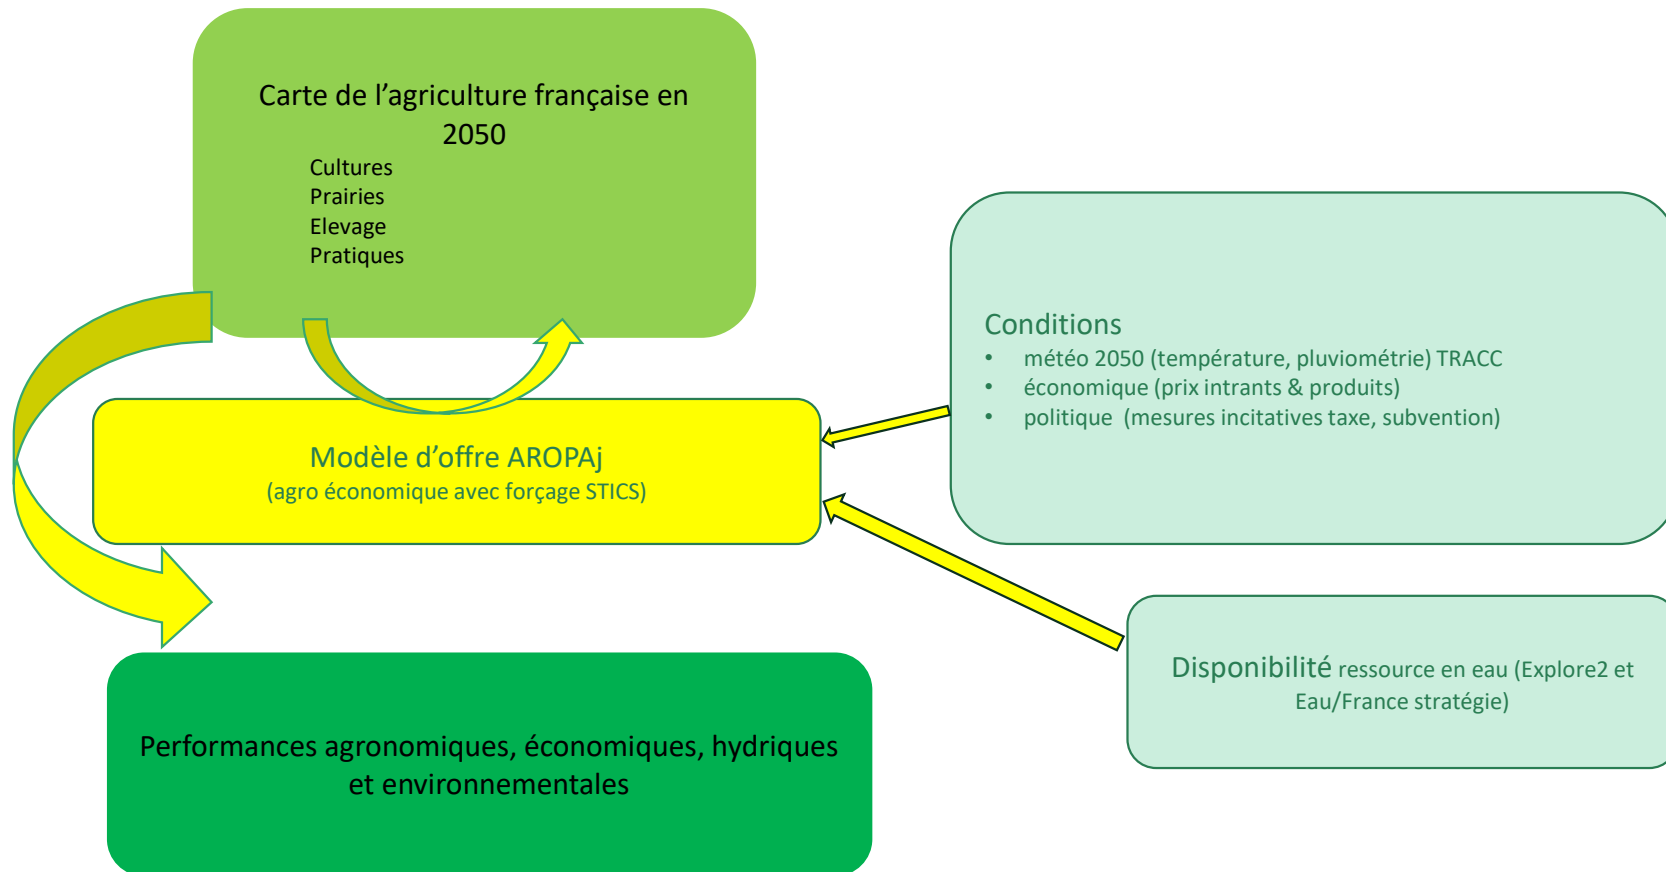 Carte de l’agriculture française en
2050
Cultures
Prairies
Elevage
Pratiques
Modèle d’offre AROPAj
(agro économique avec forçage STICS)
Performances agronomiques, économiques, hydriques
et environnementales
Conditions
• météo 2050 (température, pluviométrie) TRACC
• économique (prix intrants & produits)
• politique  (mesures incitatives taxe, subvention)
Disponibilité ressource en eau (Explore2 et
Eau/France stratégie)